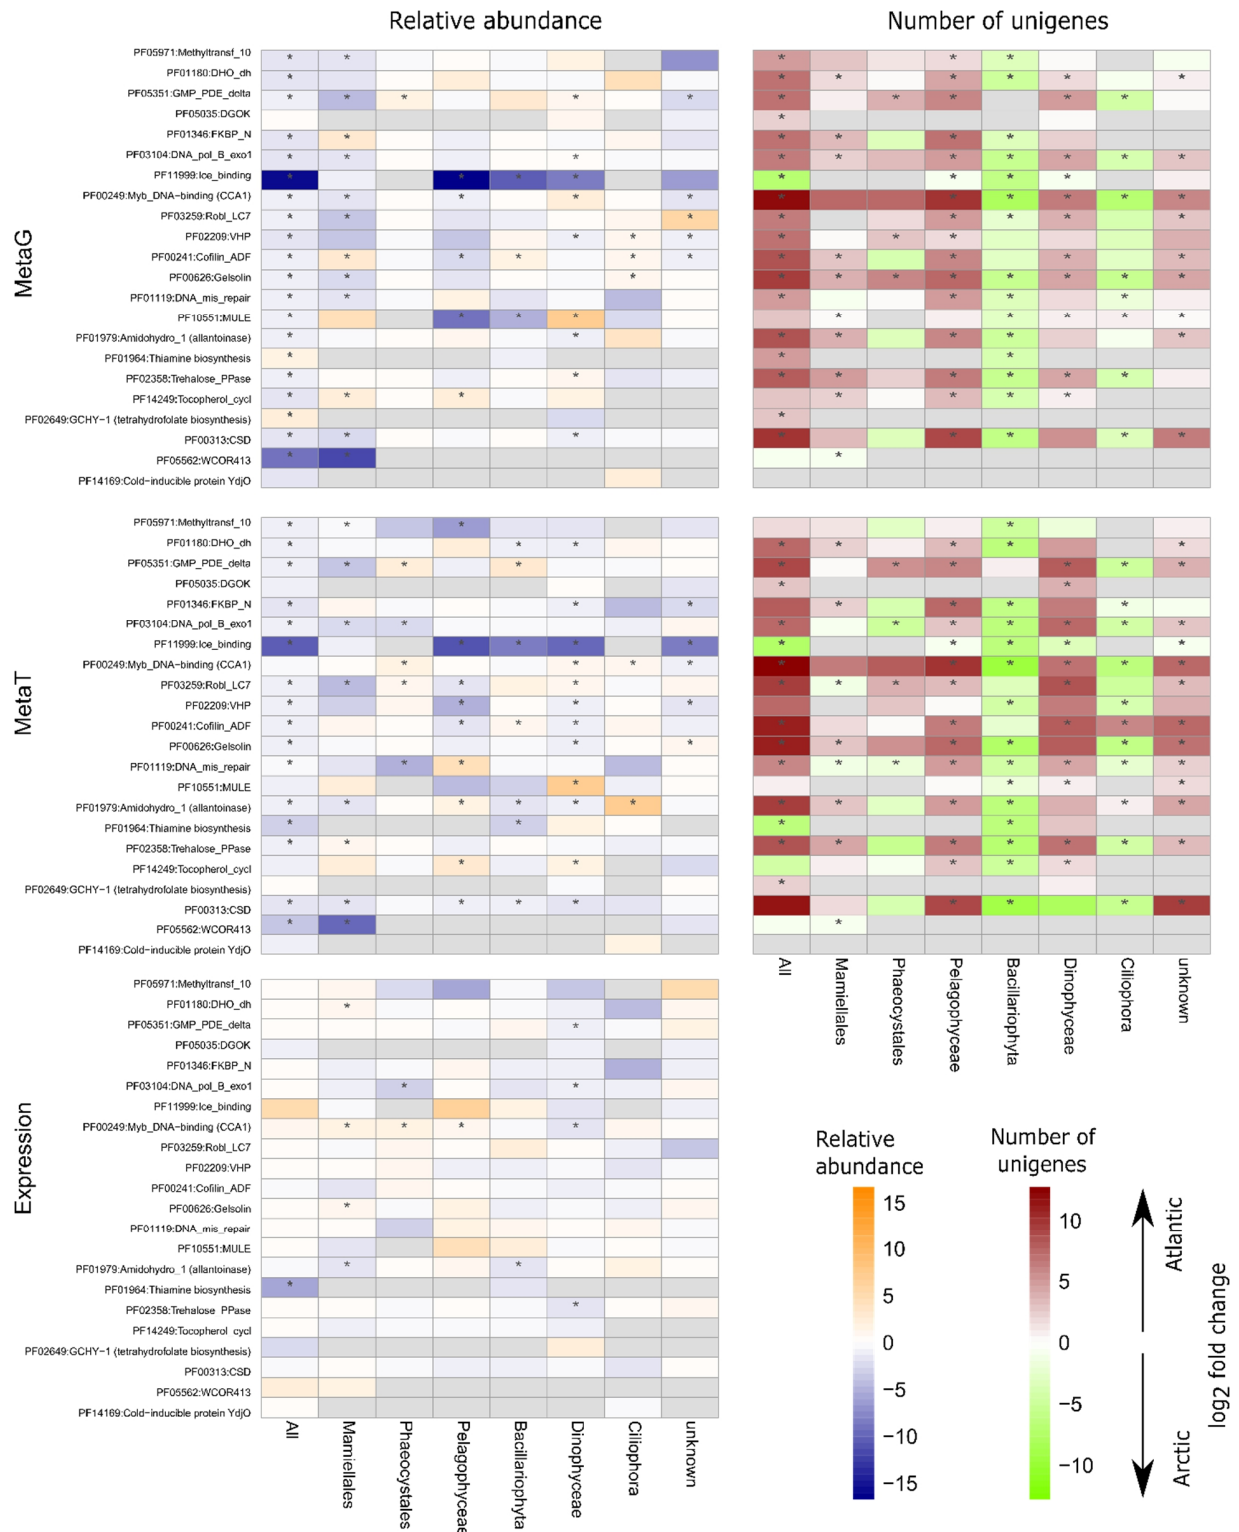 Relative abundance
Number of unigenes
MetaG
PF05971:Methyltransf_10
PF01180:DHO_dh
PF05351:GMP_PDE_delta
PF05035:DGOK
PF01346:FKBP_N
PF03104:DNA_pol_B_exo1
PF11999:Ice_binding
PF00249:Myb_DNA-binding (CCA1)
PF03259:Robl_LC7
PF02209:VHP
PF00241:Cofilin_ADF
PF00626:Gelsolin
PF01119:DNA_mis_repair
PF10551:MULE
PF01979:Amidohydro_1 (allantoinase)
PF01964:Thiamine biosynthesis
PF02358:Trehalose_PPase
PF14249:Tocopherol_cycl
PF02649:GCHY-1 (tetrahydrofolate biosynthesis)
PF00313:CSD
PF05562:WCOR413
PF14169:Cold-inducible protein YdjO
MetaT
PF05971:Methyltransf_10
PF01180:DHO_dh
PF05351:GMP_PDE_delta
PF05035:DGOK
PF01346:FKBP_N
PF03104:DNA_pol_B_exo1
PF11999:Ice_binding
PF00249:Myb_DNA-binding (CCA1)
PF03259:Robl_LC7
PF02209:VHP
PF00241:Cofilin_ADF
PF00626:Gelsolin
PF01119:DNA_mis_repair
PF10551:MULE
PF01979:Amidohydro_1 (allantoinase)
PF01964:Thiamine biosynthesis
PF02358:Trehalose_PPase
PF14249:Tocopherol_cycl
PF02649:GCHY-1 (tetrahydrofolate biosynthesis)
PF00313:CSD
PF05562:WCOR413
PF14169:Cold-inducible protein YdjO
All
Mamiellales
Phaeocystales
Pelagophyceae
Bacillariophyta
Dinophyceae
Ciliophora
unknown
Expression
PF05971:Methyltransf_10
PF01180:DHO_dh
PF05351:GMP_PDE_delta
PF05035:DGOK
PF01346:FKBP_N
PF03104:DNA_pol_B_exo1
PF11999:Ice_binding
PF00249:Myb_DNA-binding (CCA1)
PF03259:Robl_LC7
PF02209:VHP
PF00241:Cofilin_ADF
PF00626:Gelsolin
PF01119:DNA_mis_repair
PF10551:MULE
PF01979:Amidohydro_1 (allantoinase)
PF01964:Thiamine biosynthesis
PF02358:Trehalose_PPase
PF14249:Tocopherol_cycl
PF02649:GCHY-1 (tetrahydrofolate biosynthesis)
PF00313:CSD
PF05562:WCOR413
PF14169:Cold-inducible protein YdjO
All
Mamiellales
Phaeocystales
Pelagophyceae
Bacillariophyta
Dinophyceae
Ciliophora
unknown
Relative
abundance
15
10
5
0
−5
−10
−15
Number of
unigenes
10
5
0
−5
−10
Atlantic
Arctic
log2 fold change